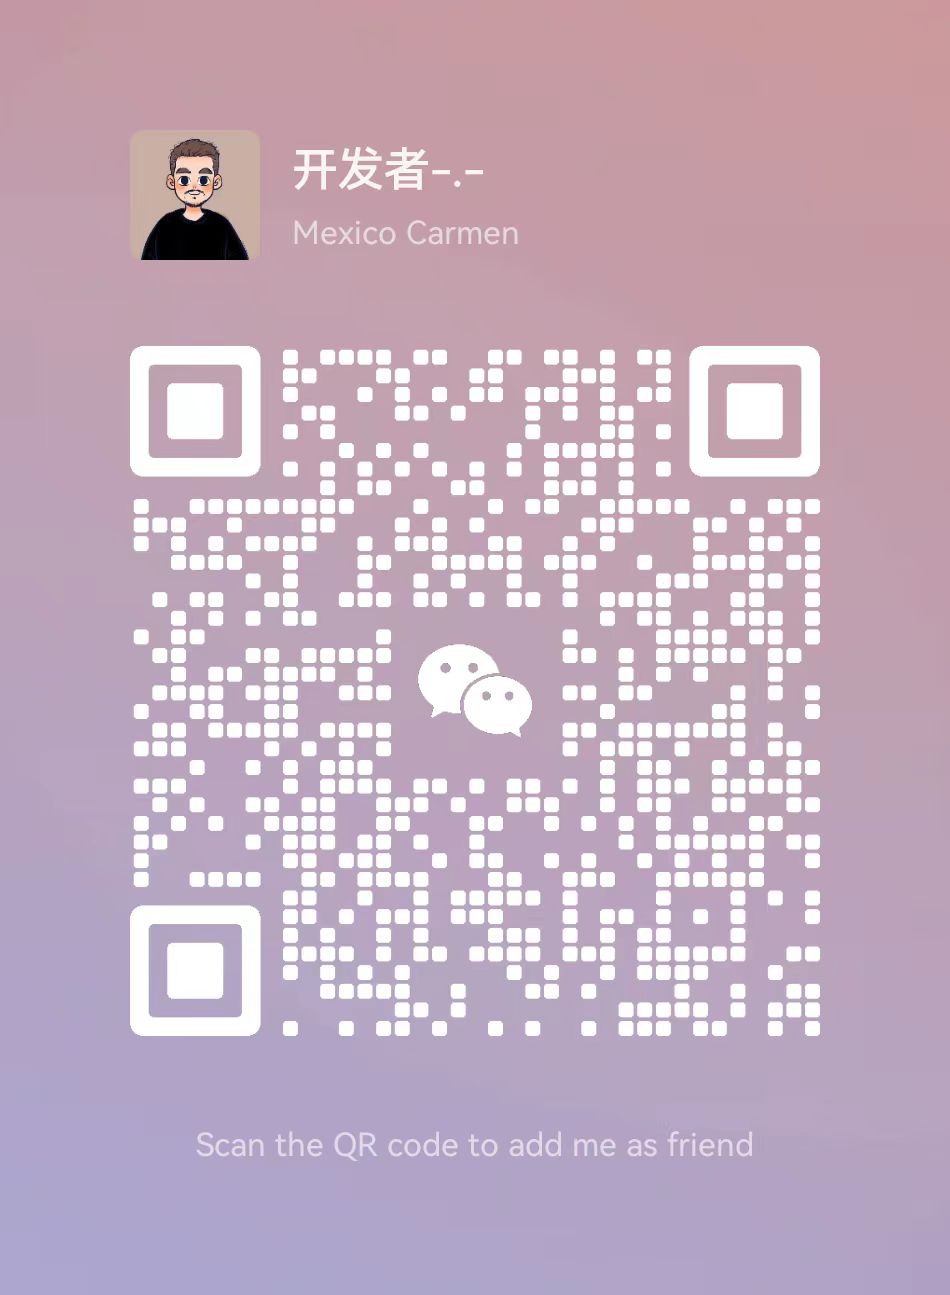 开发者-.-
Mexico Carmen
Scan the QR code to add me as friend